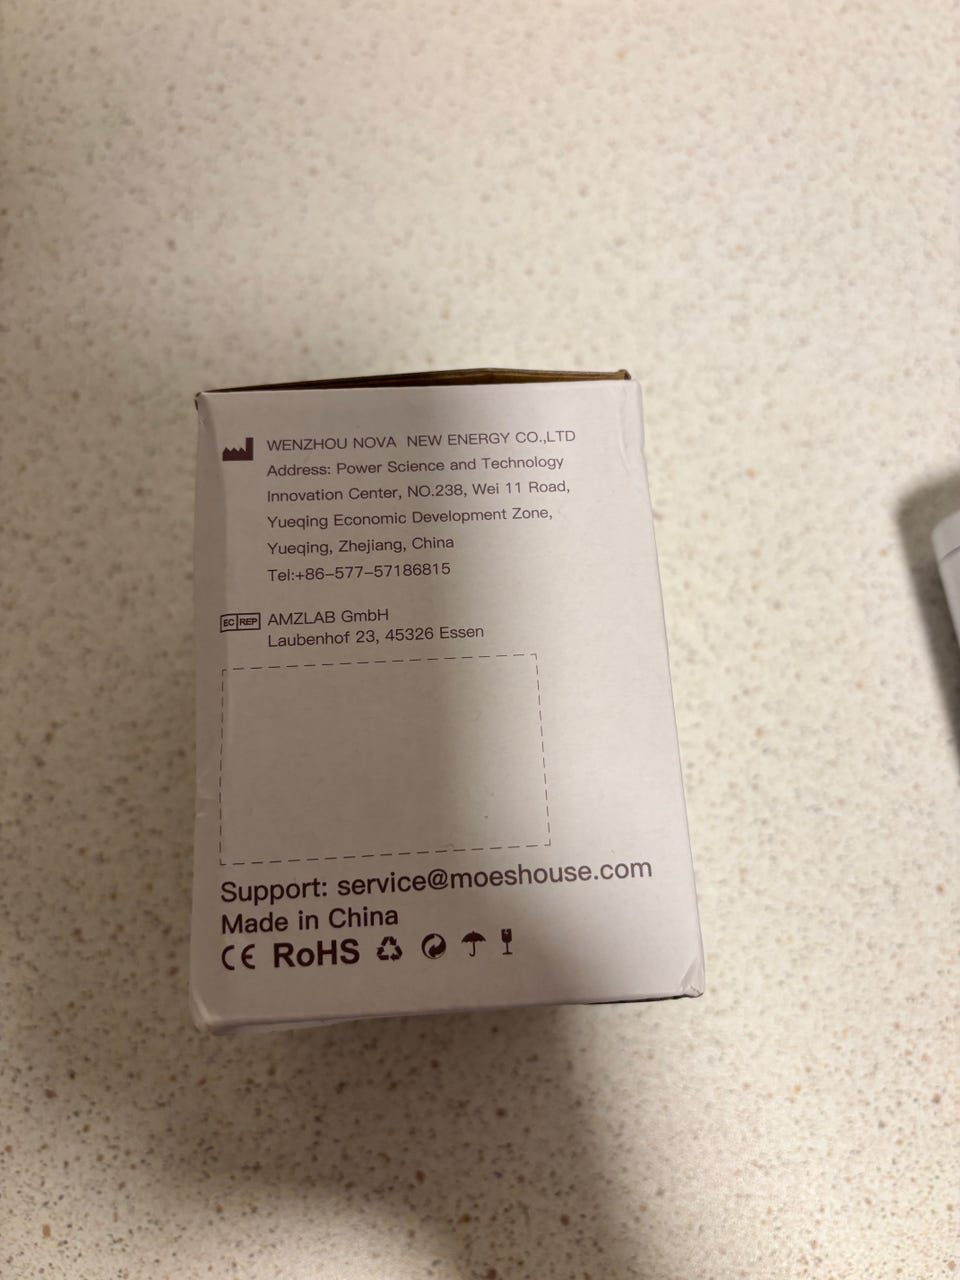 WENZHOU NOVA NEW ENERGY CO.,LTD
Address: Power Science and Technology
Innovation Center, NO.238, Wei 11 Road,
Yueqing Economic Development Zone,
Yueqing, Zhejiang, China
Tel:+86–577–57186815
EC REP AMZLAB GmbH
Laubenhof 23, 45326 Essen
Support: service@moeshouse.com
Made in China
CE RoHS